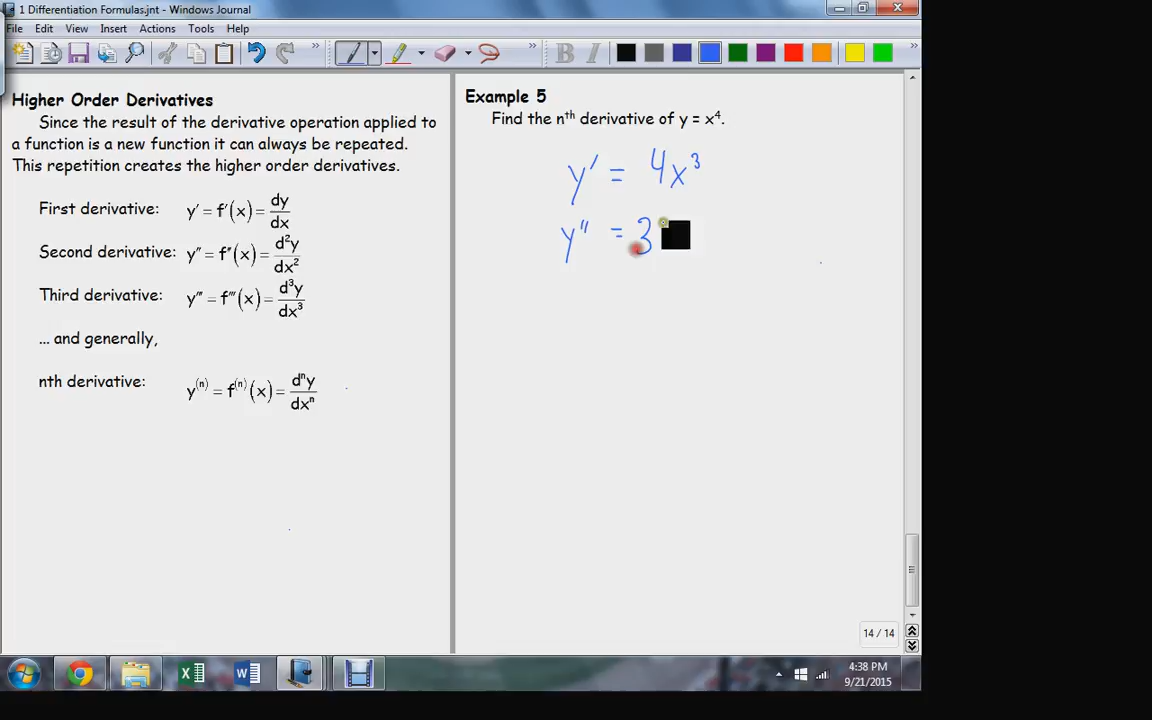 1 Differentiation Formulas.jnt - Windows Journal
File Edit View Insert Actions Tools Help
Higher Order Derivatives
Since the result of the derivative operation applied to
a function is a new function it can always be repeated.
This repetition creates the higher order derivatives.
First derivative: y' = f'(x) = dy/dx
Second derivative: y'' = f''(x) = d²y/dx²
Third derivative: y''' = f'''(x) = d³y/dx³
... and generally,
nth derivative: y⁽ⁿ⁾ = f⁽ⁿ⁾(x) = dⁿy/dxⁿ
Example 5
Find the nᵗʰ derivative of y = x⁴.
y' = 4x³
y'' = 3
14 / 14
4:38 PM
9/21/2015